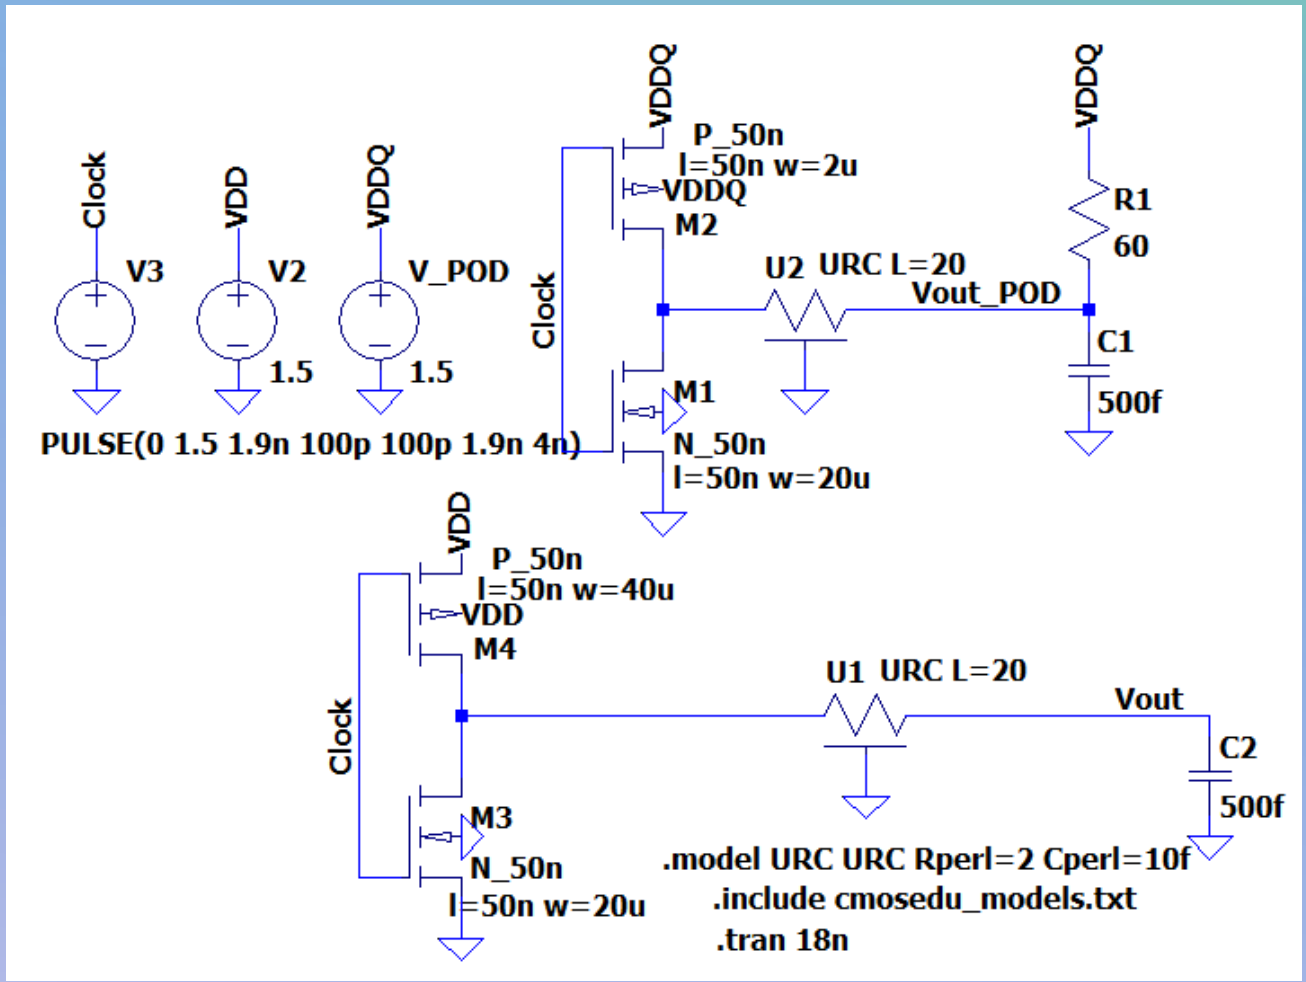 Clock
V3
PULSE(0 1.5 1.9n 100p 100p 1.9n 4n)
VDD
V2
1.5
VDDQ
V_POD
1.5
VDDQ
P_50n
l=50n w=2u
VDDQ
M2
Clock
M1
N_50n
l=50n w=20u
U2 URC L=20
Vout_POD
VDDQ
R1
60
C1
500f
VDD
P_50n
l=50n w=40u
VDD
M4
Clock
M3
N_50n
l=50n w=20u
U1 URC L=20
Vout
C2
500f
.model URC URC Rperl=2 Cperl=10f
.include cmosedu_models.txt
.tran 18n